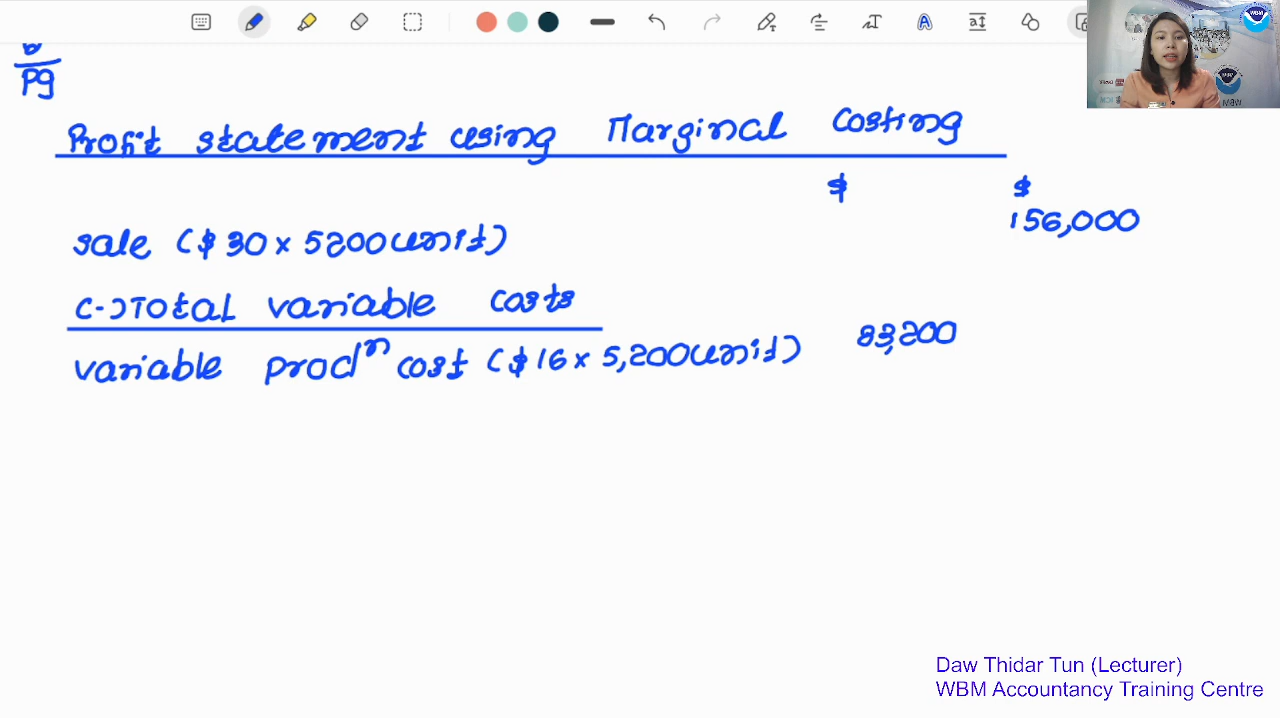 Pg
Profit statement using Marginal Costing
$ $
sale ($ 30 x 5200 unit) 156,000
(-) Total variable costs
variable prodⁿ cost ($ 16 x 5,200 unit) 83,200
Daw Thidar Tun (Lecturer)
WBM Accountancy Training Centre